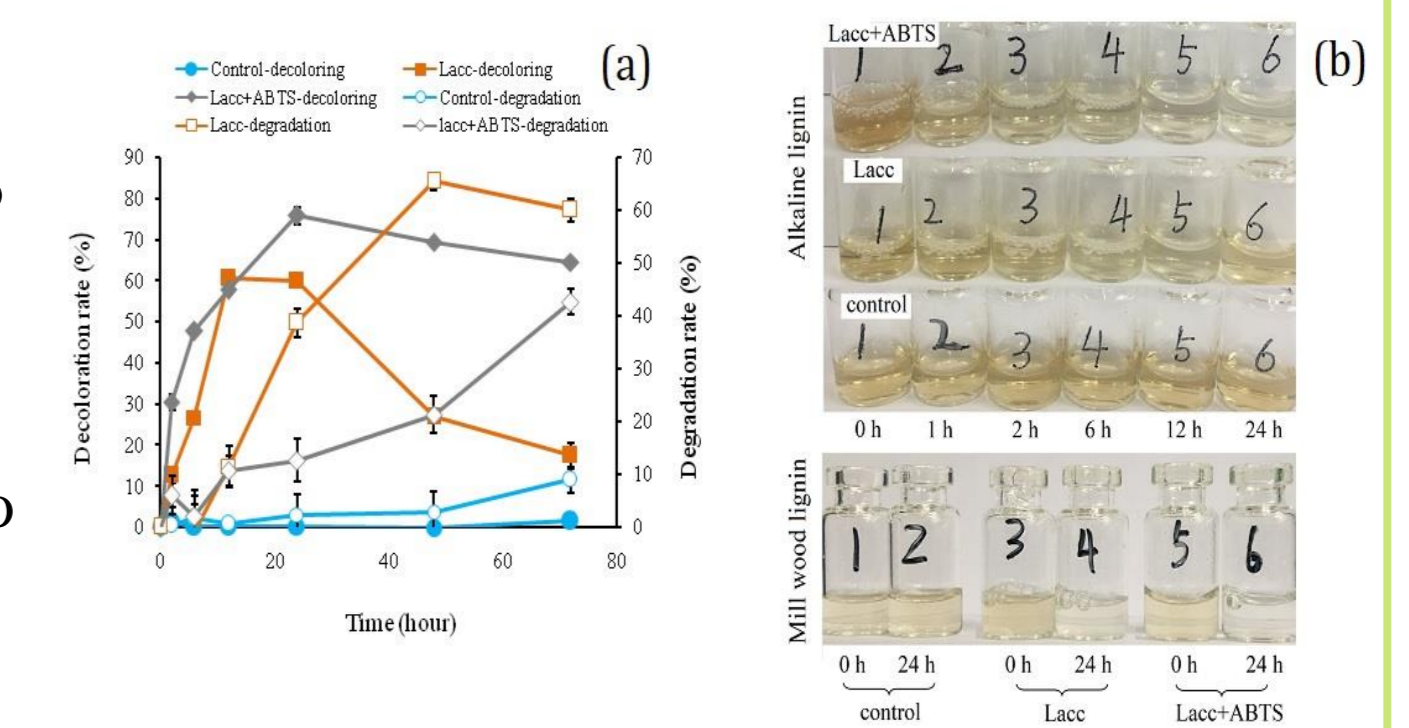 (a)
Control-decoloring
Lacc-decoloring
Lacc+ABTS-decoloring
Control-degradation
Lacc-degradation
lacc+ABTS-degradation
90
80
70
60
50
40
30
20
10
0
Decoloration rate (%)
70
60
50
40
30
20
10
0
Degradation rate (%)
0 20 40 60 80
Time (hour)
(b)
Alkaline lignin
Lacc+ABTS
1 2 3 4 5 6
Lacc
1 2 3 4 5 6
control
1 2 3 4 5 6
0 h 1 h 2 h 6 h 12 h 24 h
Mill wood lignin
1 2 3 4 5 6
0 h 24 h 0 h 24 h 0 h 24 h
control Lacc Lacc+ABTS